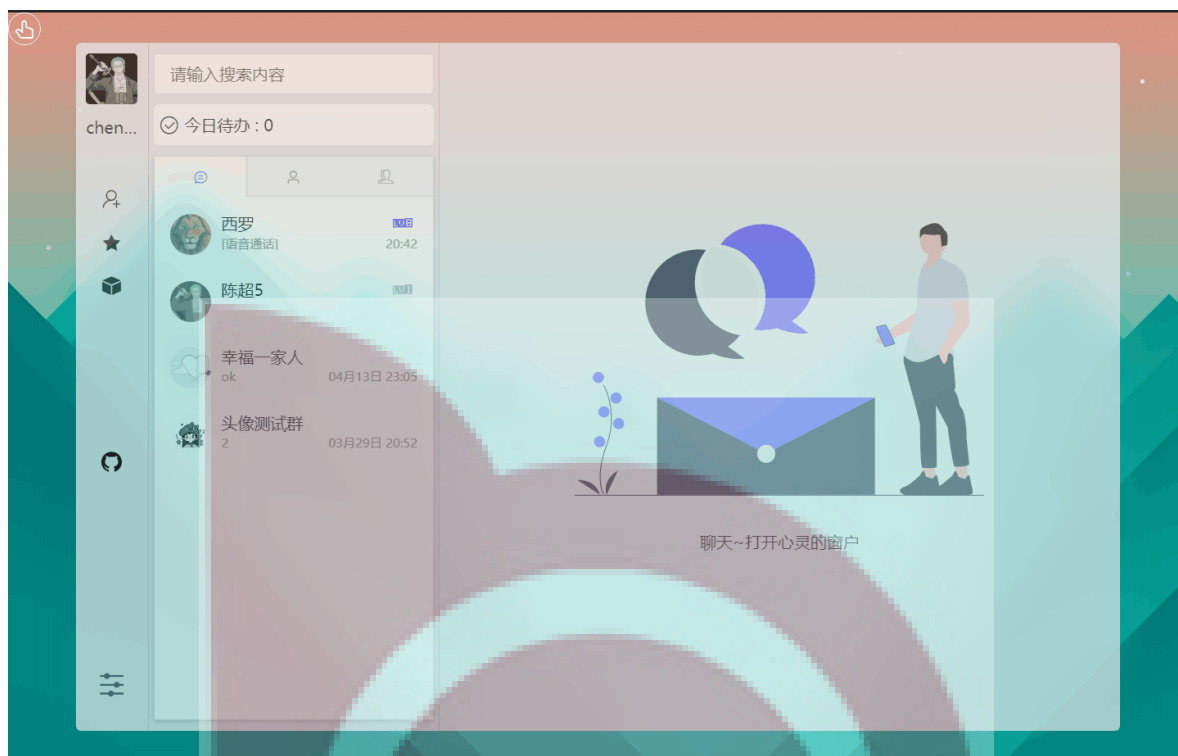 请输入搜索内容
chen...
今日待办 : 0
西罗
[语音通话]
20:42
陈超5
LV1
幸福一家人
ok
04月13日 23:05
头像测试群
2
03月29日 20:52
聊天~打开心灵的窗户